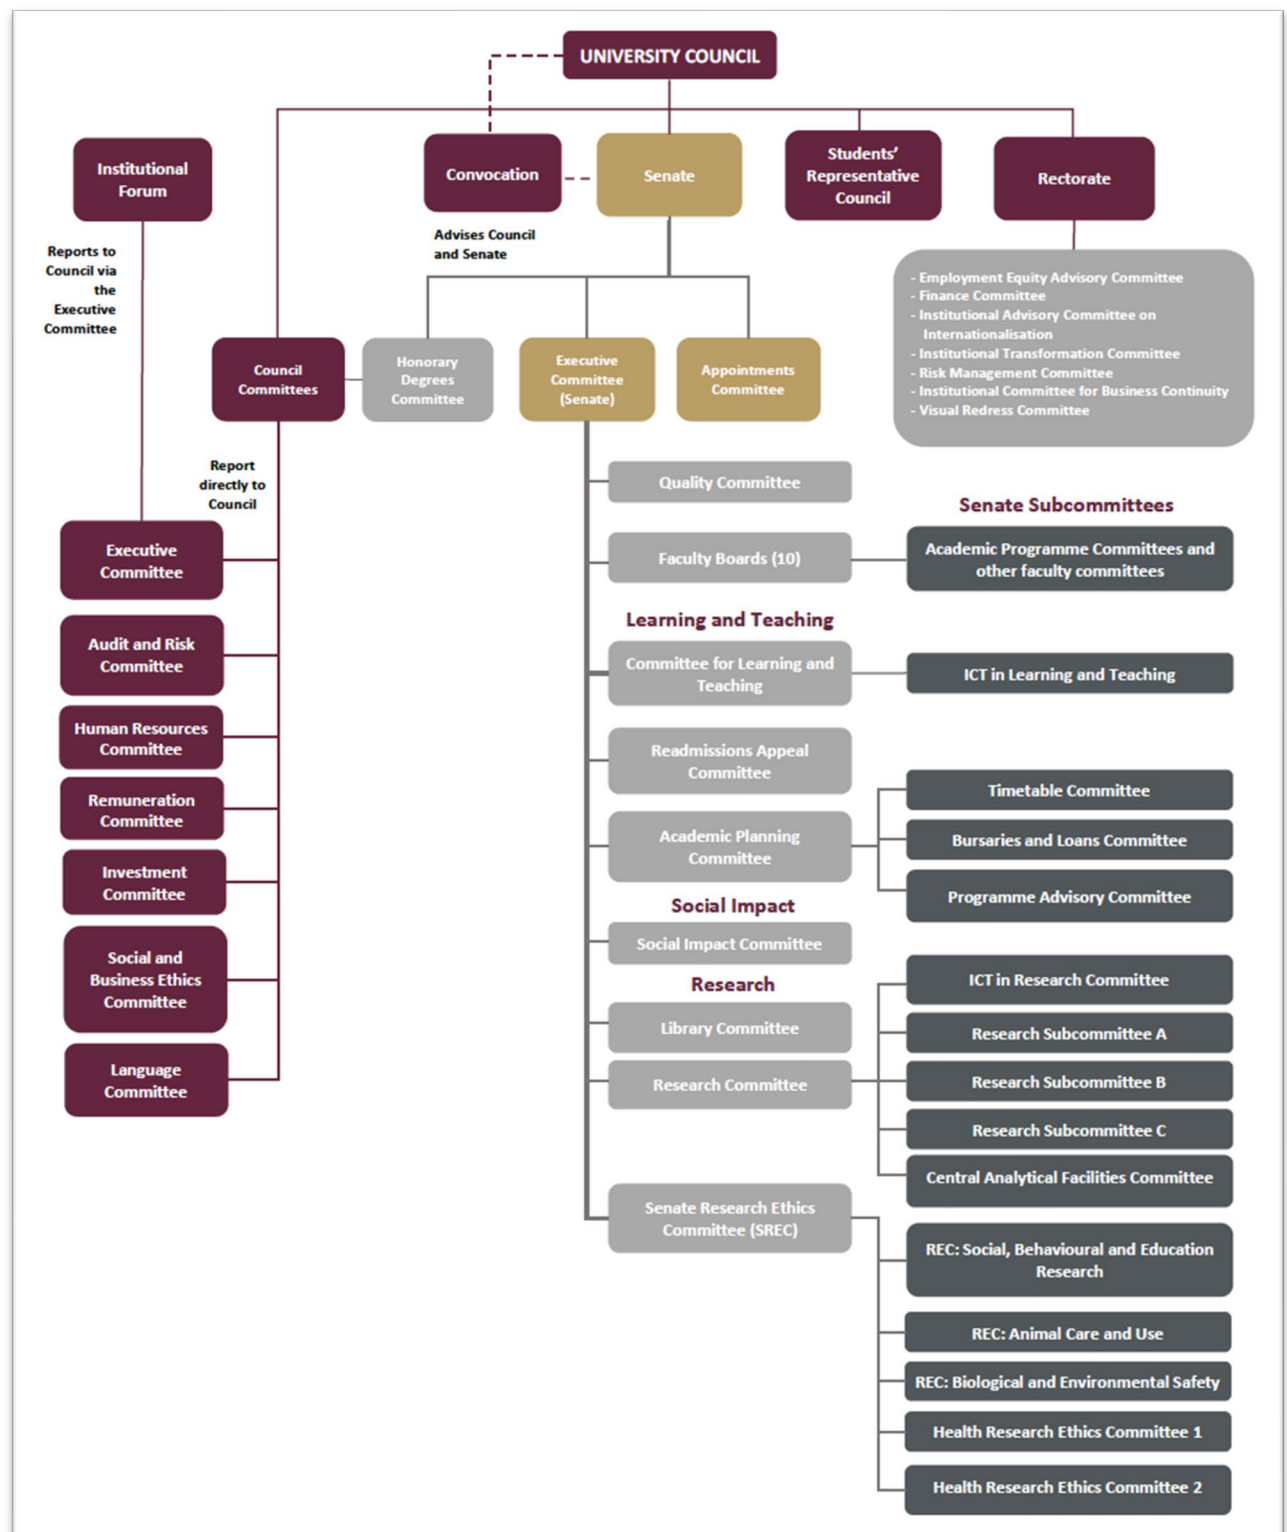 UNIVERSITY COUNCIL
Institutional
Forum
Convocation
Senate
Students'
Representative
Council
Rectorate
Reports to
Council via
the
Executive
Committee
Advises Council
and Senate
- Employment Equity Advisory Committee
- Finance Committee
- Institutional Advisory Committee on
Internationalisation
- Institutional Transformation Committee
- Risk Management Committee
- Institutional Committee for Business Continuity
- Visual Redress Committee
Council
Committees
Honorary
Degrees
Committee
Executive
Committee
(Senate)
Appointments
Committee
Report
directly to
Council
Executive
Committee
Audit and Risk
Committee
Human Resources
Committee
Remuneration
Committee
Investment
Committee
Social and
Business Ethics
Committee
Language
Committee
Quality Committee
Senate Subcommittees
Faculty Boards (10)
Academic Programme Committees and
other faculty committees
Learning and Teaching
Committee for Learning and
Teaching
ICT in Learning and Teaching
Readmissions Appeal
Committee
Academic Planning
Committee
Timetable Committee
Bursaries and Loans Committee
Programme Advisory Committee
Social Impact
Social Impact Committee
Research
Library Committee
Research Committee
ICT in Research Committee
Research Subcommittee A
Research Subcommittee B
Research Subcommittee C
Central Analytical Facilities Committee
Senate Research Ethics
Committee (SREC)
REC: Social, Behavioural and Education
Research
REC: Animal Care and Use
REC: Biological and Environmental Safety
Health Research Ethics Committee 1
Health Research Ethics Committee 2